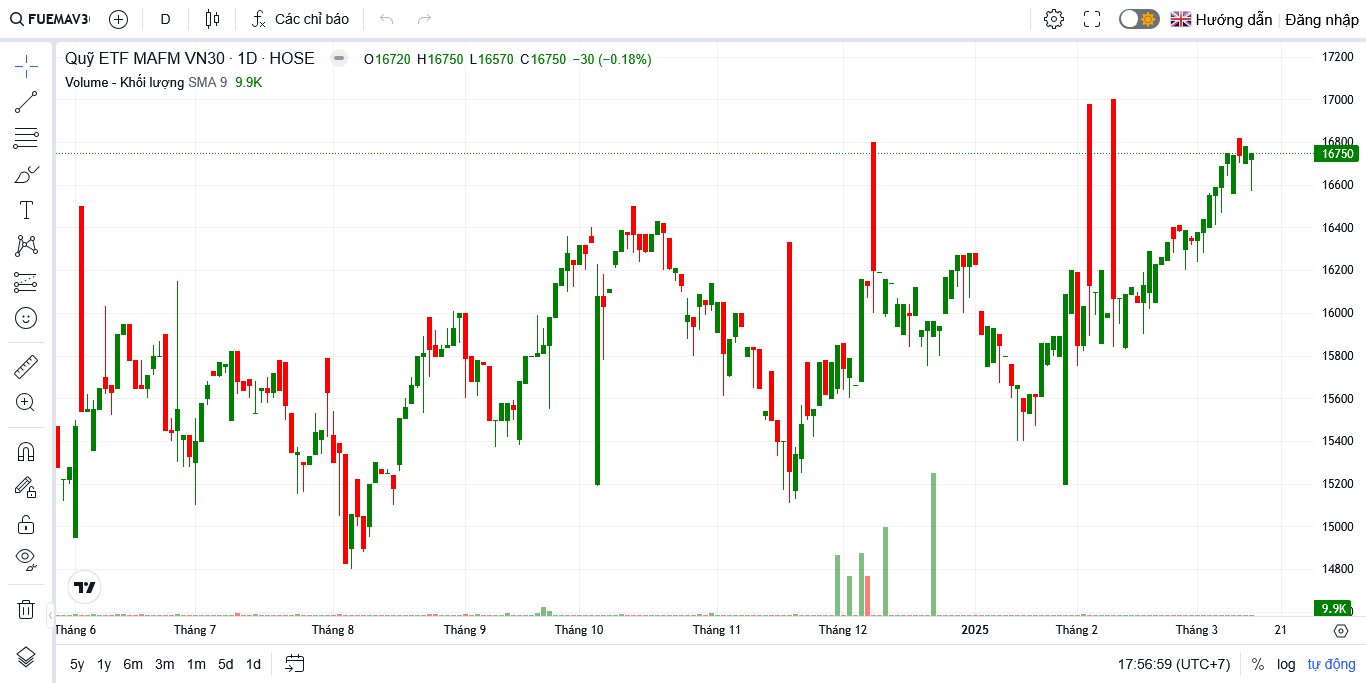 FUEMAV3 D Các chỉ báo Hướng dẫn Đăng nhập
Quỹ ETF MAFM VN30 · 1D · HOSE O16720 H16750 L16570 C16750 −30 (−0.18%)
Volume - Khối lượng SMA 9 9.9K
17200
17000
16800
16750
16600
16400
16200
16000
15800
15600
15400
15200
15000
14800
9.9K
Tháng 6 Tháng 7 Tháng 8 Tháng 9 Tháng 10 Tháng 11 Tháng 12 2025 Tháng 2 Tháng 3 21
5y 1y 6m 3m 1m 5d 1d 17:56:59 (UTC+7) % log tự động